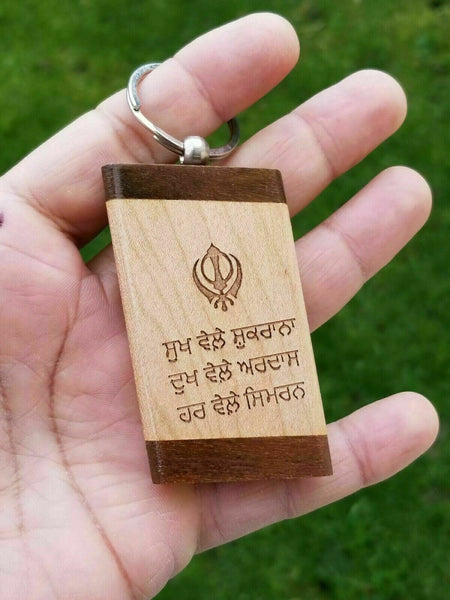 ਸੁਖ ਵੇਲ਼ੇ ਸ਼ੁਕਰਾਨਾ
ਦੁਖ ਵੇਲ਼ੇ ਅਰਦਾਸ
ਹਰ ਵੇਲ਼ੇ ਸਿਮਰਨ